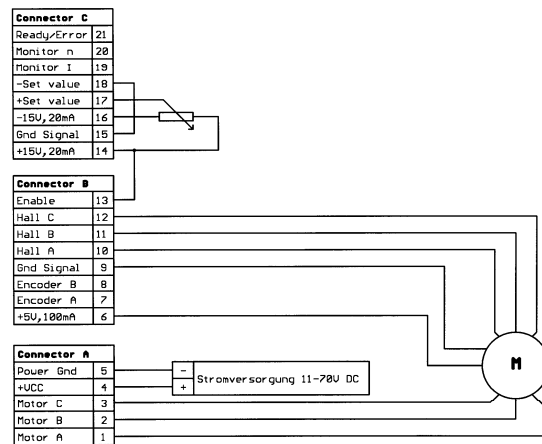 Connector C
Ready/Error 21
Monitor n 20
Monitor I 19
-Set value 18
+Set value 17
-15V,20mA 16
Gnd Signal 15
+15V,20mA 14
Connector B
Enable 13
Hall C 12
Hall B 11
Hall A 10
Gnd Signal 9
Encoder B 8
Encoder A 7
+5V,100mA 6
M
Connector A
Power Gnd 5
+VCC 4
Motor C 3
Motor B 2
Motor A 1
-
+
Stromversorgung 11-70V DC